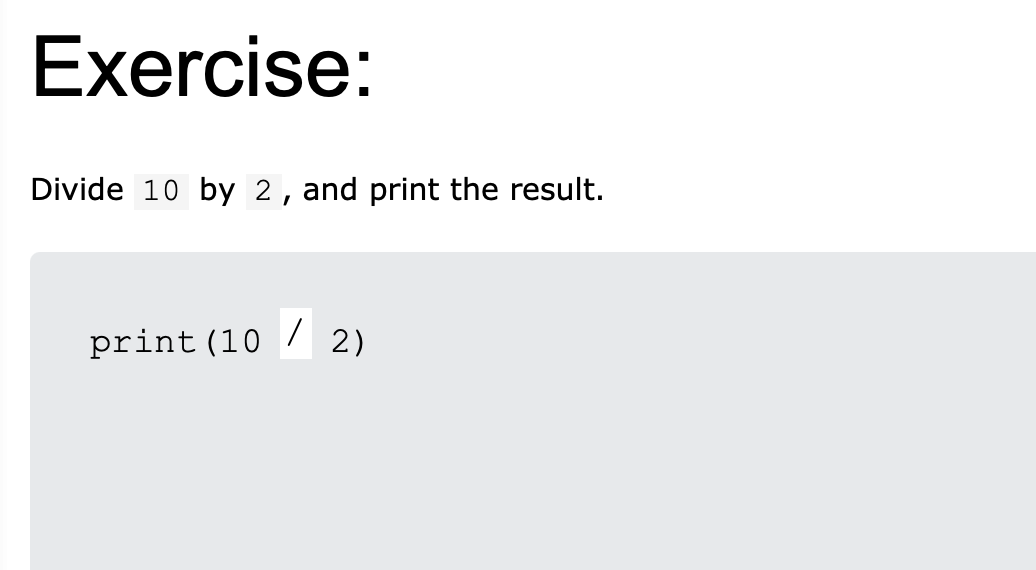 Exercise:
Divide 10 by 2, and print the result.
print(10 / 2)